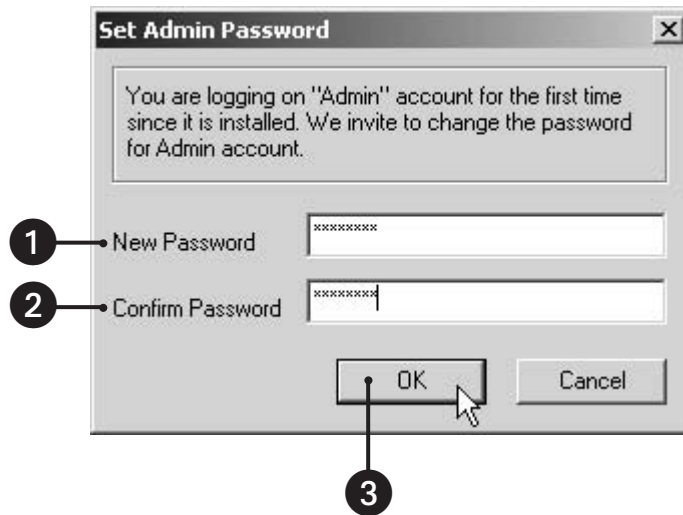 Set Admin Password
You are logging on "Admin" account for the first time
since it is installed. We invite to change the password
for Admin account.
1 New Password ********
2 Confirm Password ********
OK Cancel
3